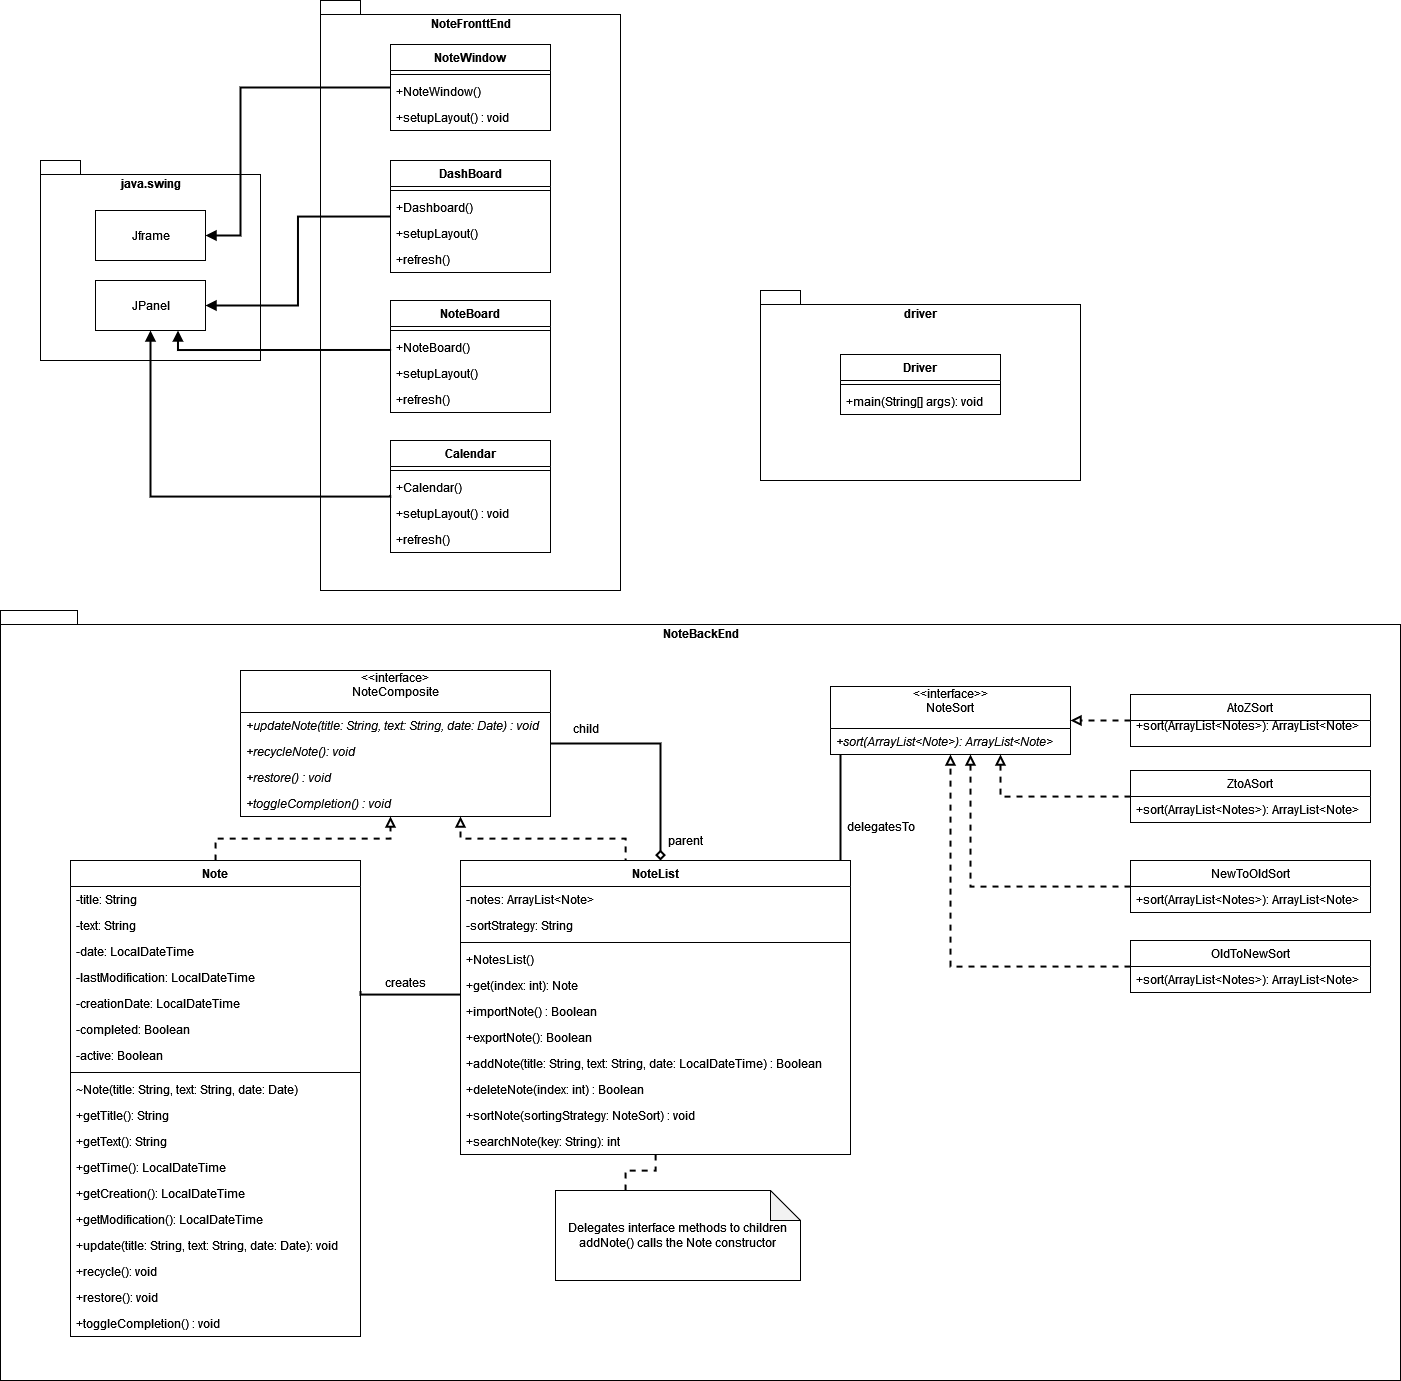 NoteFronttEnd
NoteWindow
+NoteWindow()
+setupLayout() : void
DashBoard
+Dashboard()
+setupLayout()
+refresh()
NoteBoard
+NoteBoard()
+setupLayout()
+refresh()
Calendar
+Calendar()
+setupLayout() : void
+refresh()
java.swing
Jframe
JPanel
driver
Driver
+main(String[] args): void
NoteBackEnd
<<interface>
NoteComposite
+updateNote(title: String, text: String, date: Date) : void
+recycleNote(): void
+restore() : void
+toggleCompletion() : void
child
parent
<<interface>>
NoteSort
+sort(ArrayList<Note>): ArrayList<Note>
delegatesTo
AtoZSort
+sort(ArrayList<Notes>): ArrayList<Note>
ZtoASort
+sort(ArrayList<Notes>): ArrayList<Note>
NewToOldSort
+sort(ArrayList<Notes>): ArrayList<Note>
OldToNewSort
+sort(ArrayList<Notes>): ArrayList<Note>
Note
-title: String
-text: String
-date: LocalDateTime
-lastModification: LocalDateTime
-creationDate: LocalDateTime
-completed: Boolean
-active: Boolean
~Note(title: String, text: String, date: Date)
+getTitle(): String
+getText(): String
+getTime(): LocalDateTime
+getCreation(): LocalDateTime
+getModification(): LocalDateTime
+update(title: String, text: String, date: Date): void
+recycle(): void
+restore(): void
+toggleCompletion() : void
creates
NoteList
-notes: ArrayList<Note>
-sortStrategy: String
+NotesList()
+get(index: int): Note
+importNote() : Boolean
+exportNote(): Boolean
+addNote(title: String, text: String, date: LocalDateTime) : Boolean
+deleteNote(index: int) : Boolean
+sortNote(sortingStrategy: NoteSort) : void
+searchNote(key: String): int
Delegates interface methods to children
addNote() calls the Note constructor